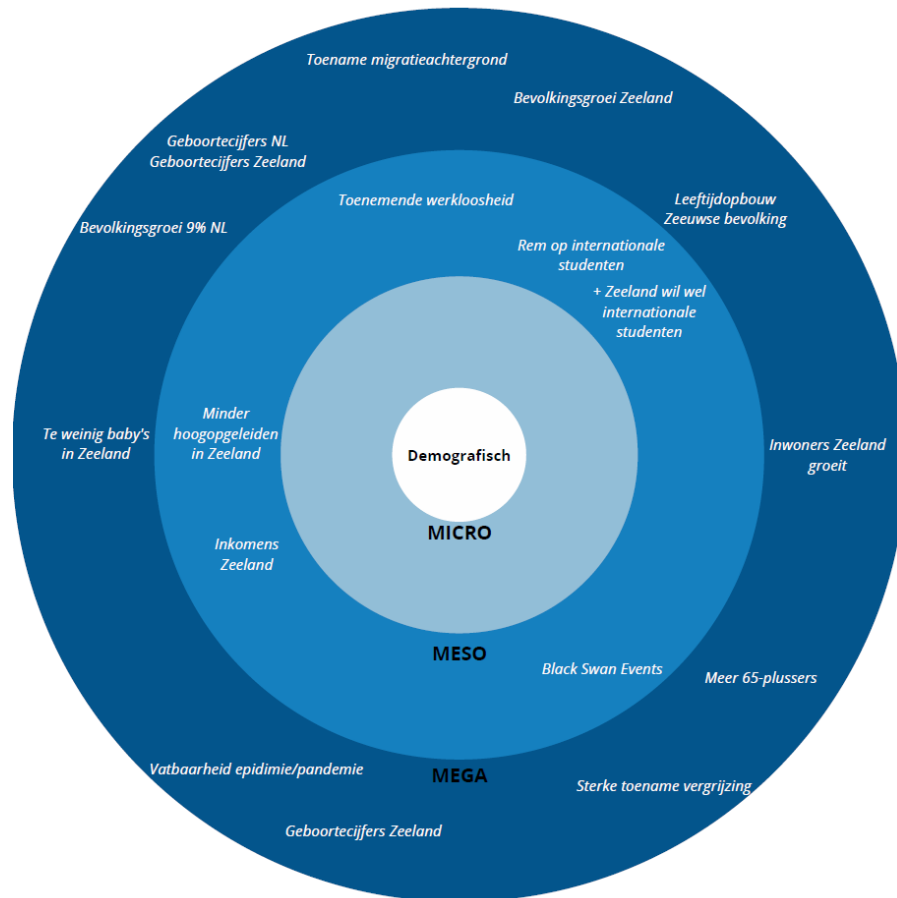 Toename migratieachtergrond
Bevolkingsgroei Zeeland
Geboortecijfers NL
Geboortecijfers Zeeland
Leeftijdopbouw
Zeeuwse bevolking
Bevolkingsgroei 9% NL
Toenemende werkloosheid
Rem op internationale
studenten
+ Zeeland wil wel
internationale
studenten
Te weinig baby's
in Zeeland
Minder
hoogopgeleiden
in Zeeland
Demografisch
Inwoners Zeeland
groeit
MICRO
Inkomens
Zeeland
MESO
Black Swan Events
Meer 65-plussers
Vatbaarheid epidimie/pandemie
MEGA
Sterke toename vergrijzing
Geboortecijfers Zeeland